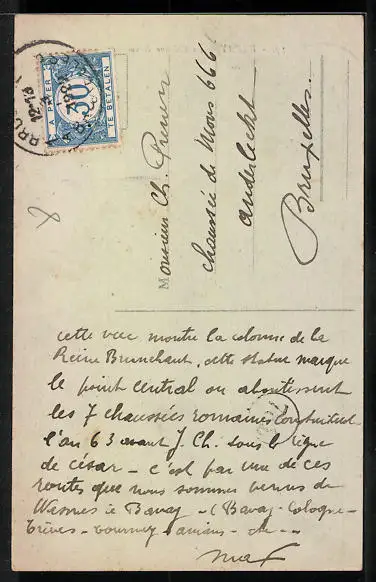 A PAYER
30
TE BETALEN
Monsieur Ch.
chaussée de Mons 666
anderlecht
Bruxelles.
cette vue montre la colonne de la
Reine Brunehaut, cette statue marque
le point central ou aboutissent
les 7 chaussées romaines construites
l'an 63 avant J. Ch. sous le règne
de césar - c'est par une de ces
routes que nous sommes venus de
Wasmes à Bavay - (Bavay - Cologne -
Trèves - Tournay - amiens - etc - -
max